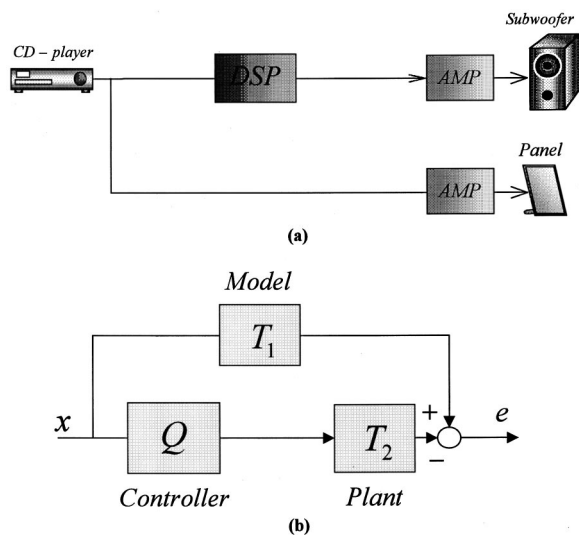 Subwoofer
CD – player
DSP
AMP
Panel
AMP
(a)
Model
T1
x
Q
T2
+
−
e
Controller
Plant
(b)